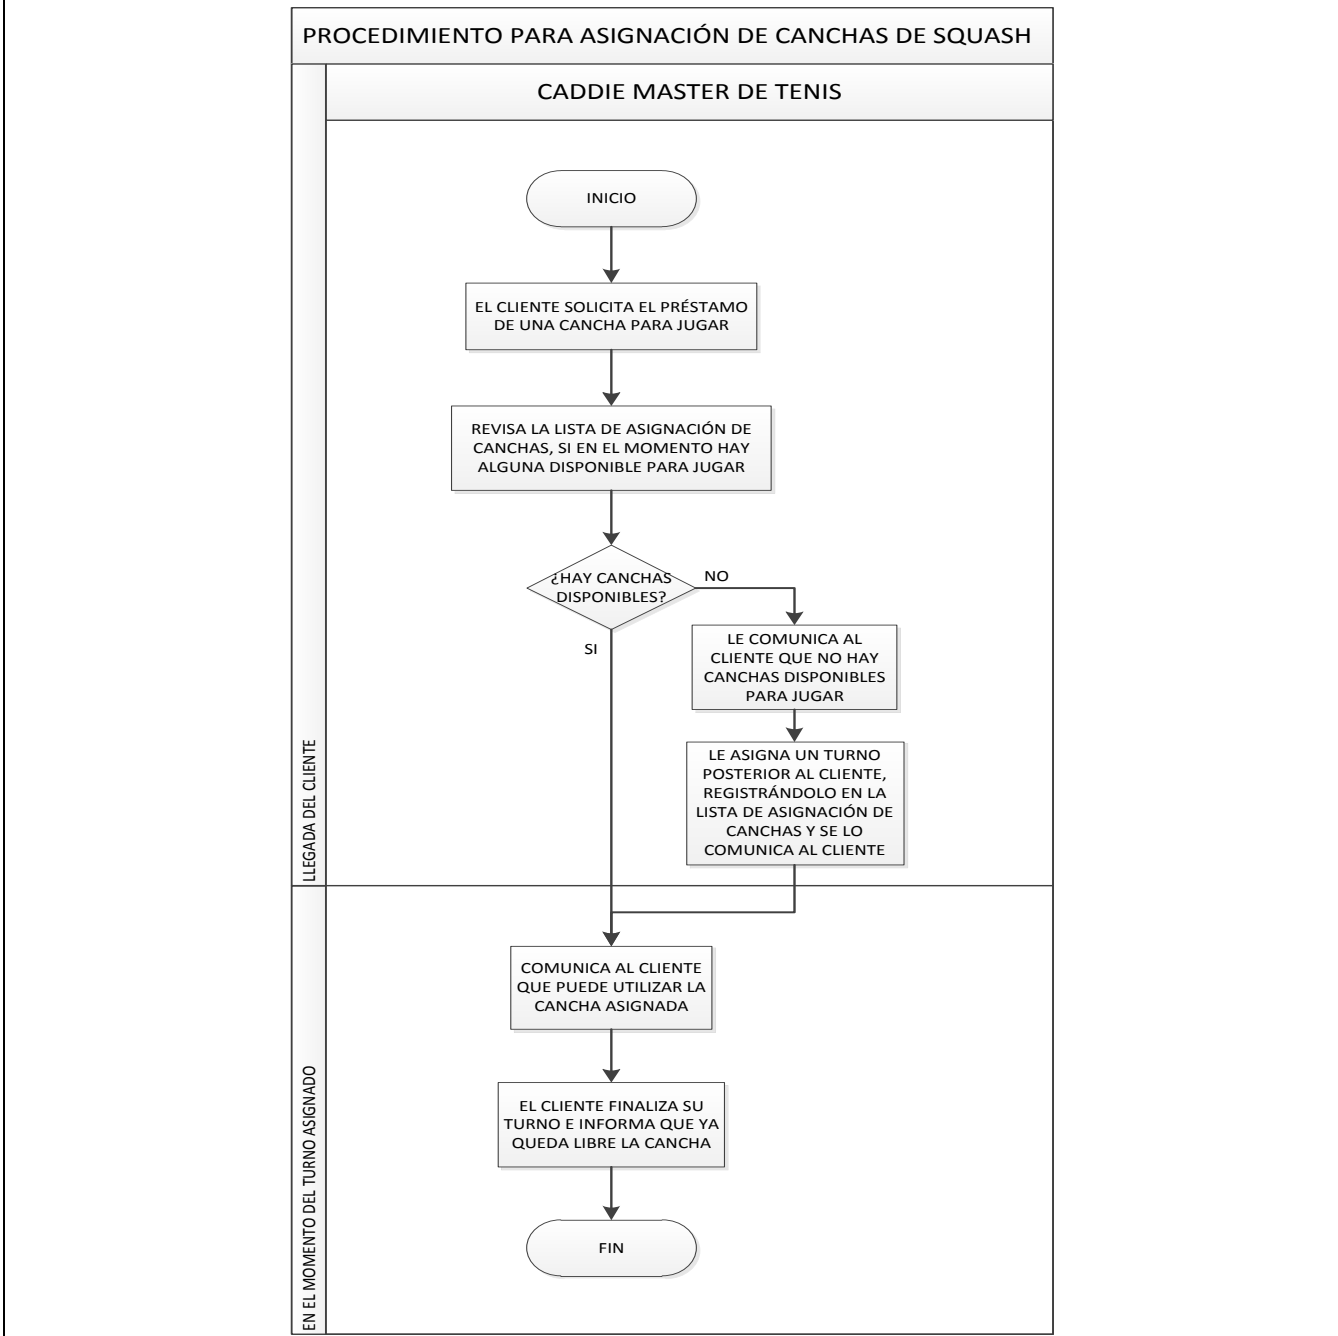 PROCEDIMIENTO PARA ASIGNACIÓN DE CANCHAS DE SQUASH
CADDIE MASTER DE TENIS
LLEGADA DEL CLIENTE
INICIO
EL CLIENTE SOLICITA EL PRÉSTAMO
DE UNA CANCHA PARA JUGAR
REVISA LA LISTA DE ASIGNACIÓN DE
CANCHAS, SI EN EL MOMENTO HAY
ALGUNA DISPONIBLE PARA JUGAR
¿HAY CANCHAS
DISPONIBLES?
NO
SI
LE COMUNICA AL
CLIENTE QUE NO HAY
CANCHAS DISPONIBLES
PARA JUGAR
LE ASIGNA UN TURNO
POSTERIOR AL CLIENTE,
REGISTRÁNDOLO EN LA
LISTA DE ASIGNACIÓN DE
CANCHAS Y SE LO
COMUNICA AL CLIENTE
EN EL MOMENTO DEL TURNO ASIGNADO
COMUNICA AL CLIENTE
QUE PUEDE UTILIZAR LA
CANCHA ASIGNADA
EL CLIENTE FINALIZA SU
TURNO E INFORMA QUE YA
QUEDA LIBRE LA CANCHA
FIN